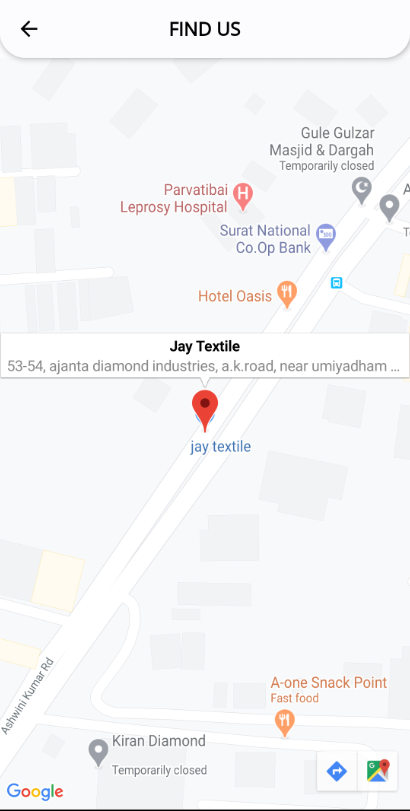 FIND US
Gule Gulzar
Masjid & Dargah
Temporarily closed
Parvatibai
Leprosy Hospital
A
T
Surat National
Co.Op Bank
Hotel Oasis
Jay Textile
53-54, ajanta diamond industries, a.k.road, near umiyadham ...
jay textile
Ashwini Kumar Rd
A-one Snack Point
Fast food
Kiran Diamond
Temporarily closed
Google